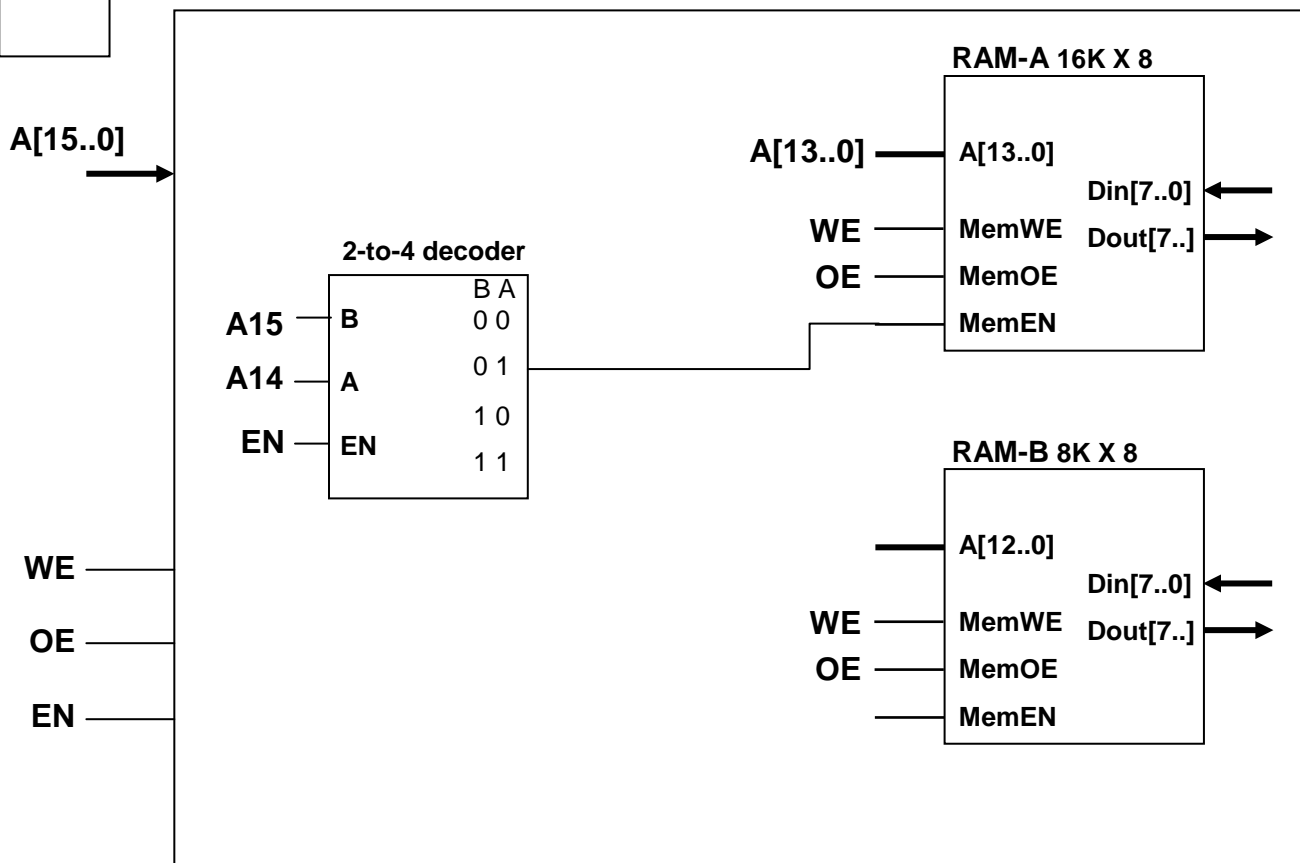 RAM-A 16K X 8
A[15..0]
A[13..0]
A[13..0]
Din[7..0]
WE
MemWE
Dout[7..]
OE
MemOE
MemEN
2-to-4 decoder
B A
A15
B
0 0
A14
A
0 1
1 0
EN
EN
1 1
RAM-B 8K X 8
A[12..0]
Din[7..0]
WE
MemWE
Dout[7..]
OE
MemOE
MemEN
WE
OE
EN